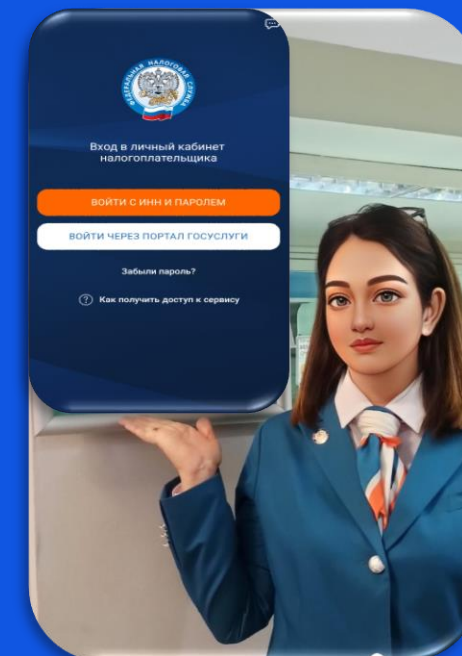 ФЕДЕРАЛЬНАЯ НАЛОГОВАЯ СЛУЖБА
Вход в личный кабинет
налогоплательщика
ВОЙТИ С ИНН И ПАРОЛЕМ
ВОЙТИ ЧЕРЕЗ ПОРТАЛ ГОСУСЛУГИ
Забыли пароль?
? Как получить доступ к сервису